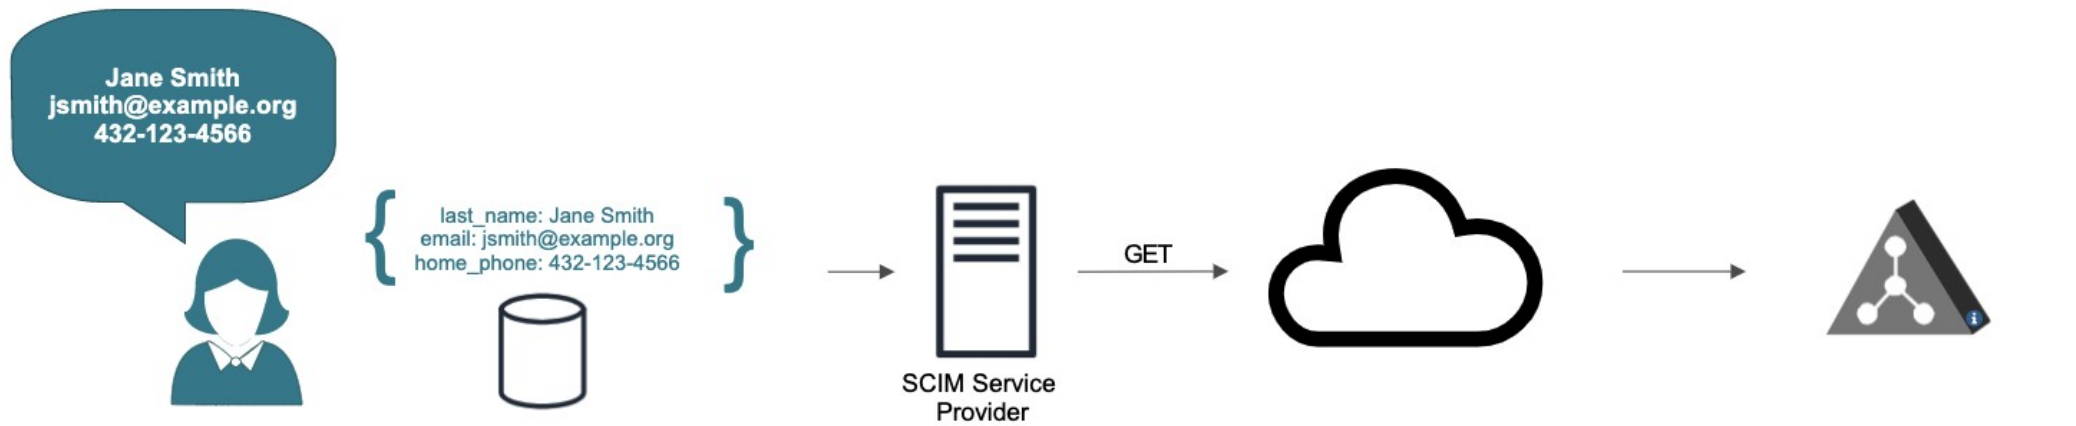 Jane Smith
jsmith@example.org
432-123-4566
{
last_name: Jane Smith
email: jsmith@example.org
home_phone: 432-123-4566
}
SCIM Service
Provider
GET
i